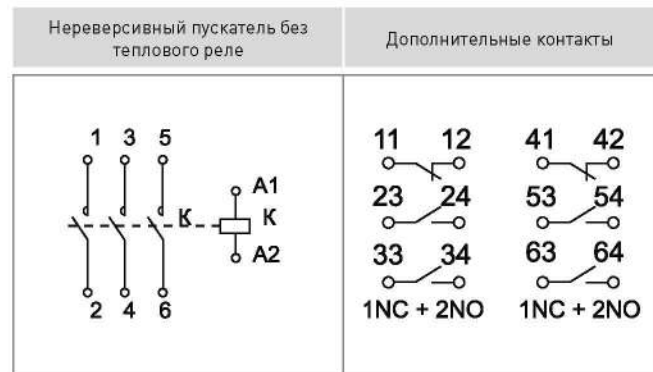 Нереверсивный пускатель без
теплового реле
Дополнительные контакты
1 3 5
K
A1
K
A2
2 4 6
11 12 41 42
23 24 53 54
33 34 63 64
1NC + 2NO 1NC + 2NO